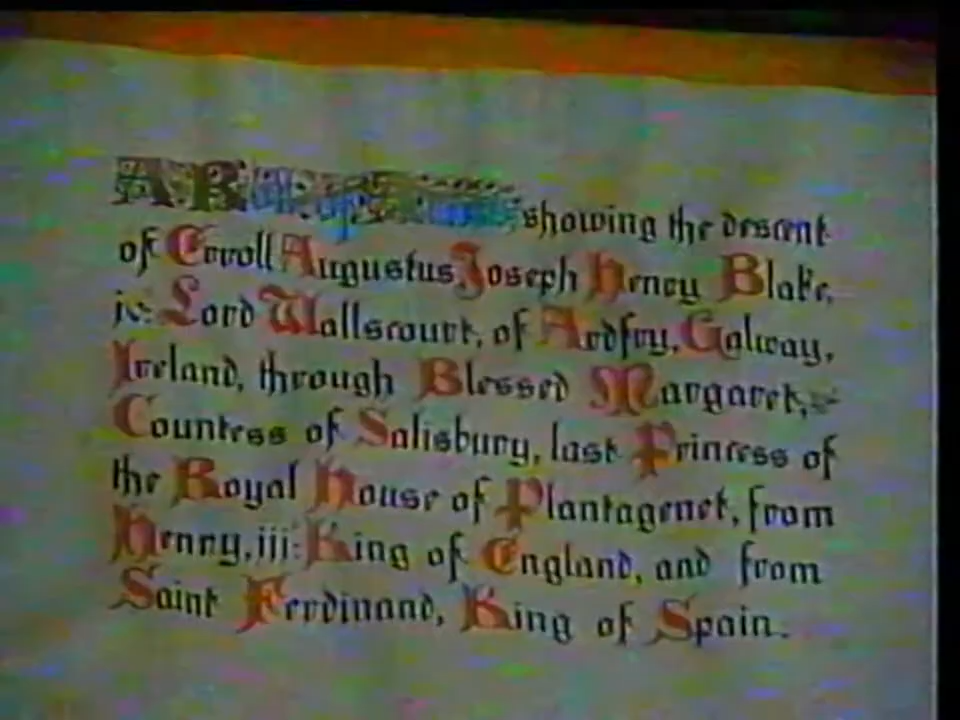 showing the descent
of Erroll Augustus Joseph Henry Blake,
iv: Lord Wallscourt, of Ardfry, Galway,
Ireland, through Blessed Margaret,
Countess of Salisbury, last Princess of
the Royal House of Plantagenet, from
Henry, iii: King of England, and from
Saint Ferdinand, King of Spain.